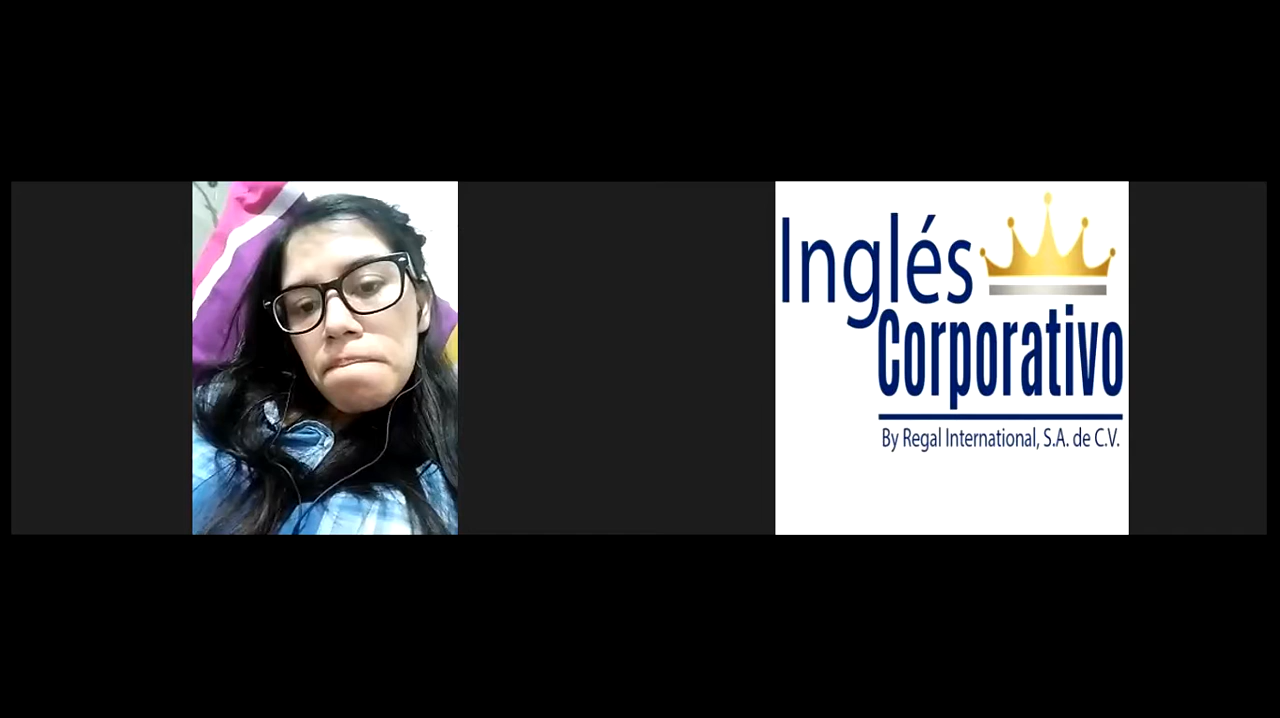 Inglés
Corporativo
By Regal International, S.A. de C.V.